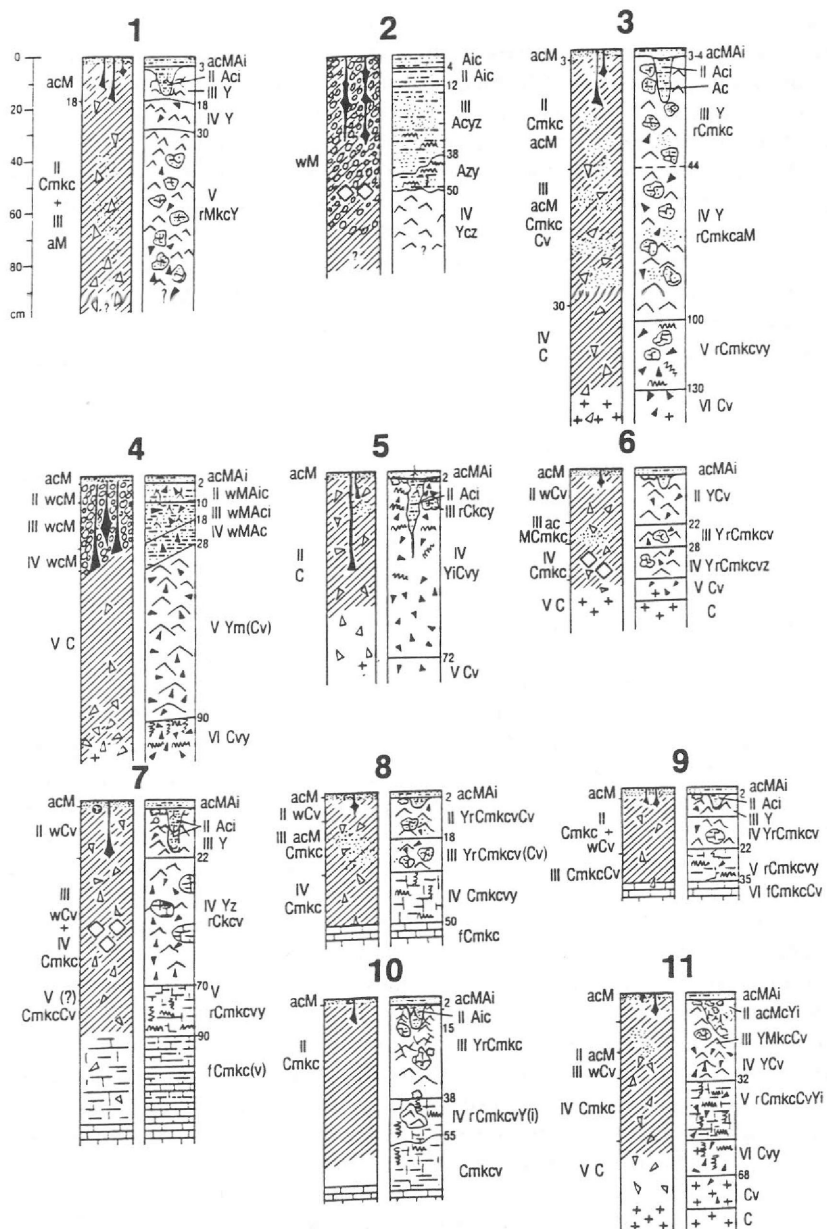 1
0
20
40
60
80
cm
acM
18
II
Cmkc
+
III
aM
3
acMAi
II Aci
III Y
18
IV Y
30
V
rMkcY
?
2
wM
?
Aic
4
II Aic
12
III
Acyz
38
Azy
50
IV
Ycz
?
3
acM
3
II
Cmkc
acM
III
acM
Cmkc
Cv
30
IV
C
3-4
acMAi
II Aci
Ac
III Y
rCmkc
44
IV Y
rCmkcaM
100
V rCmkcvy
130
VI Cv
4
acM
II wcM
III wcM
IV wcM
V C
acMAi
2
II wMAic
10
III wMAci
18
IV wMAc
28
V Ym(Cv)
90
VI Cvy
5
acM
II
C
2
acMAi
II Aci
III rCkcy
IV
YiCvy
72
V Cv
6
acM
II wCv
III ac
MCmkc
IV
Cmkc
V C
acMAi
II YCv
22
III YrCmkcv
28
IV YrCmkcvz
V Cv
C
7
acM
II wCv
III
wCv
+
IV
Cmkc
V (?)
CmkcCv
acMAi
II Aci
III Y
22
IV Yz
rCkcv
70
V
rCmkcvy
90
fCmkc(v)
8
acM
II wCv
III acM
Cmkc
IV
Cmkc
2
acMAi
II YrCmkcvCv
18
III YrCmkcv(Cv)
IV Cmkcvy
50
fCmkc
9
acM
II
Cmkc +
wCv
III CmkcCv
2
acMAi
II Aci
III Y
IV YrCmkcv
22
V rCmkcvy
35
VI fCmkcCv
10
acM
II
Cmkc
2
acMAi
II Aic
15
III YrCmkc
38
IV rCmkcvY(i)
55
Cmkcv
11
acM
II acM
III wCv
IV Cmkc
V C
acMAi
II acMcYi
III YMkcCv
IV YCv
32
V rCmkcCvYi
VI Cvy
68
Cv
C